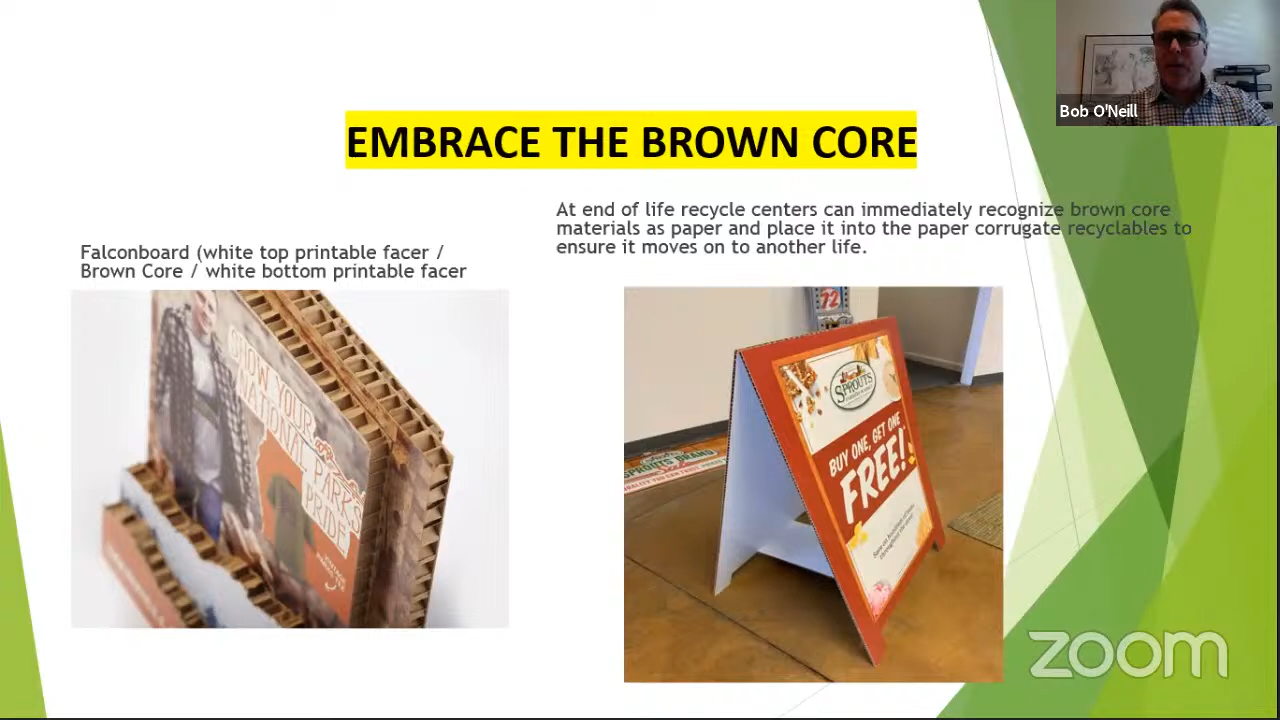 Bob O'Neill
EMBRACE THE BROWN CORE
At end of life recycle centers can immediately recognize brown core
materials as paper and place it into the paper corrugate recyclables to
ensure it moves on to another life.
Falconboard (white top printable facer /
Brown Core / white bottom printable facer
SHOW YOUR
NATIONAL
PARKS
PRIDE
72
SPROUTS
SPROUTS BRAND
BUY ONE, GET ONE
FREE!
zoom